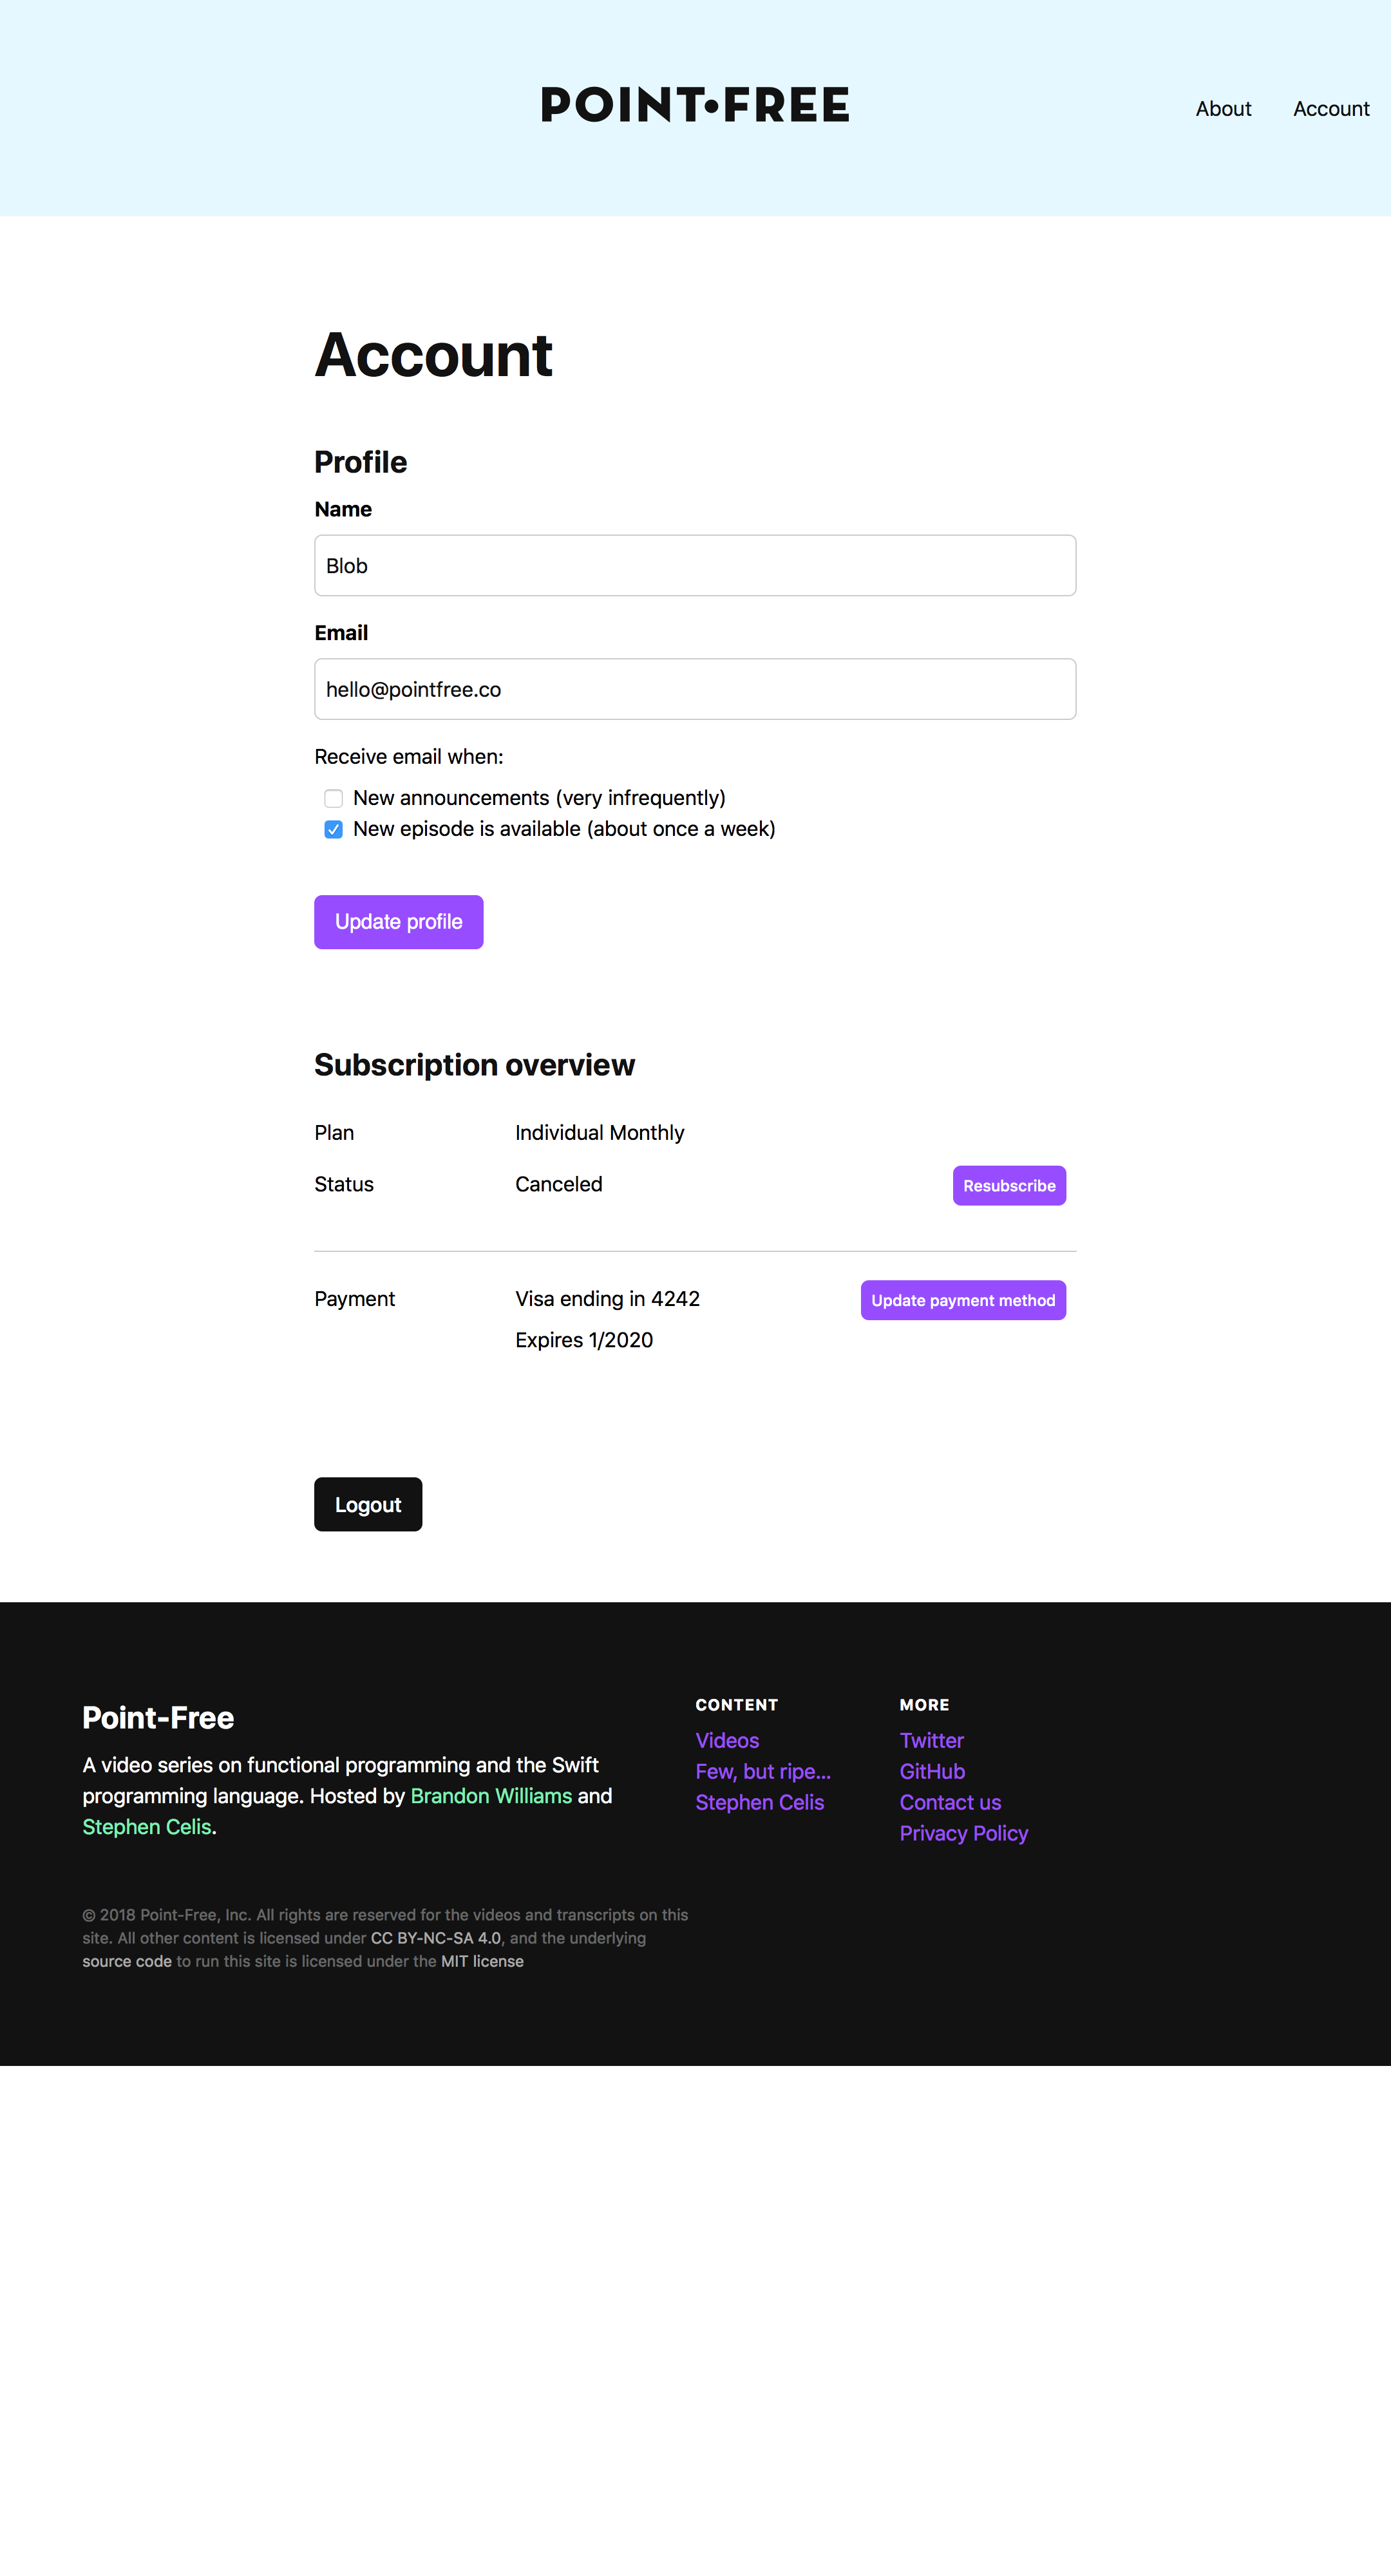 POINT•FREE
About
Account
Account
Profile
Name
Blob
Email
hello@pointfree.co
Receive email when:
New announcements (very infrequently)
New episode is available (about once a week)
Update profile
Subscription overview
Plan
Individual Monthly
Status
Canceled
Resubscribe
Payment
Visa ending in 4242
Update payment method
Expires 1/2020
Logout
Point-Free
A video series on functional programming and the Swift
programming language. Hosted by Brandon Williams and
Stephen Celis.
CONTENT
Videos
Few, but ripe...
Stephen Celis
MORE
Twitter
GitHub
Contact us
Privacy Policy
© 2018 Point-Free, Inc. All rights are reserved for the videos and transcripts on this
site. All other content is licensed under CC BY-NC-SA 4.0, and the underlying
source code to run this site is licensed under the MIT license